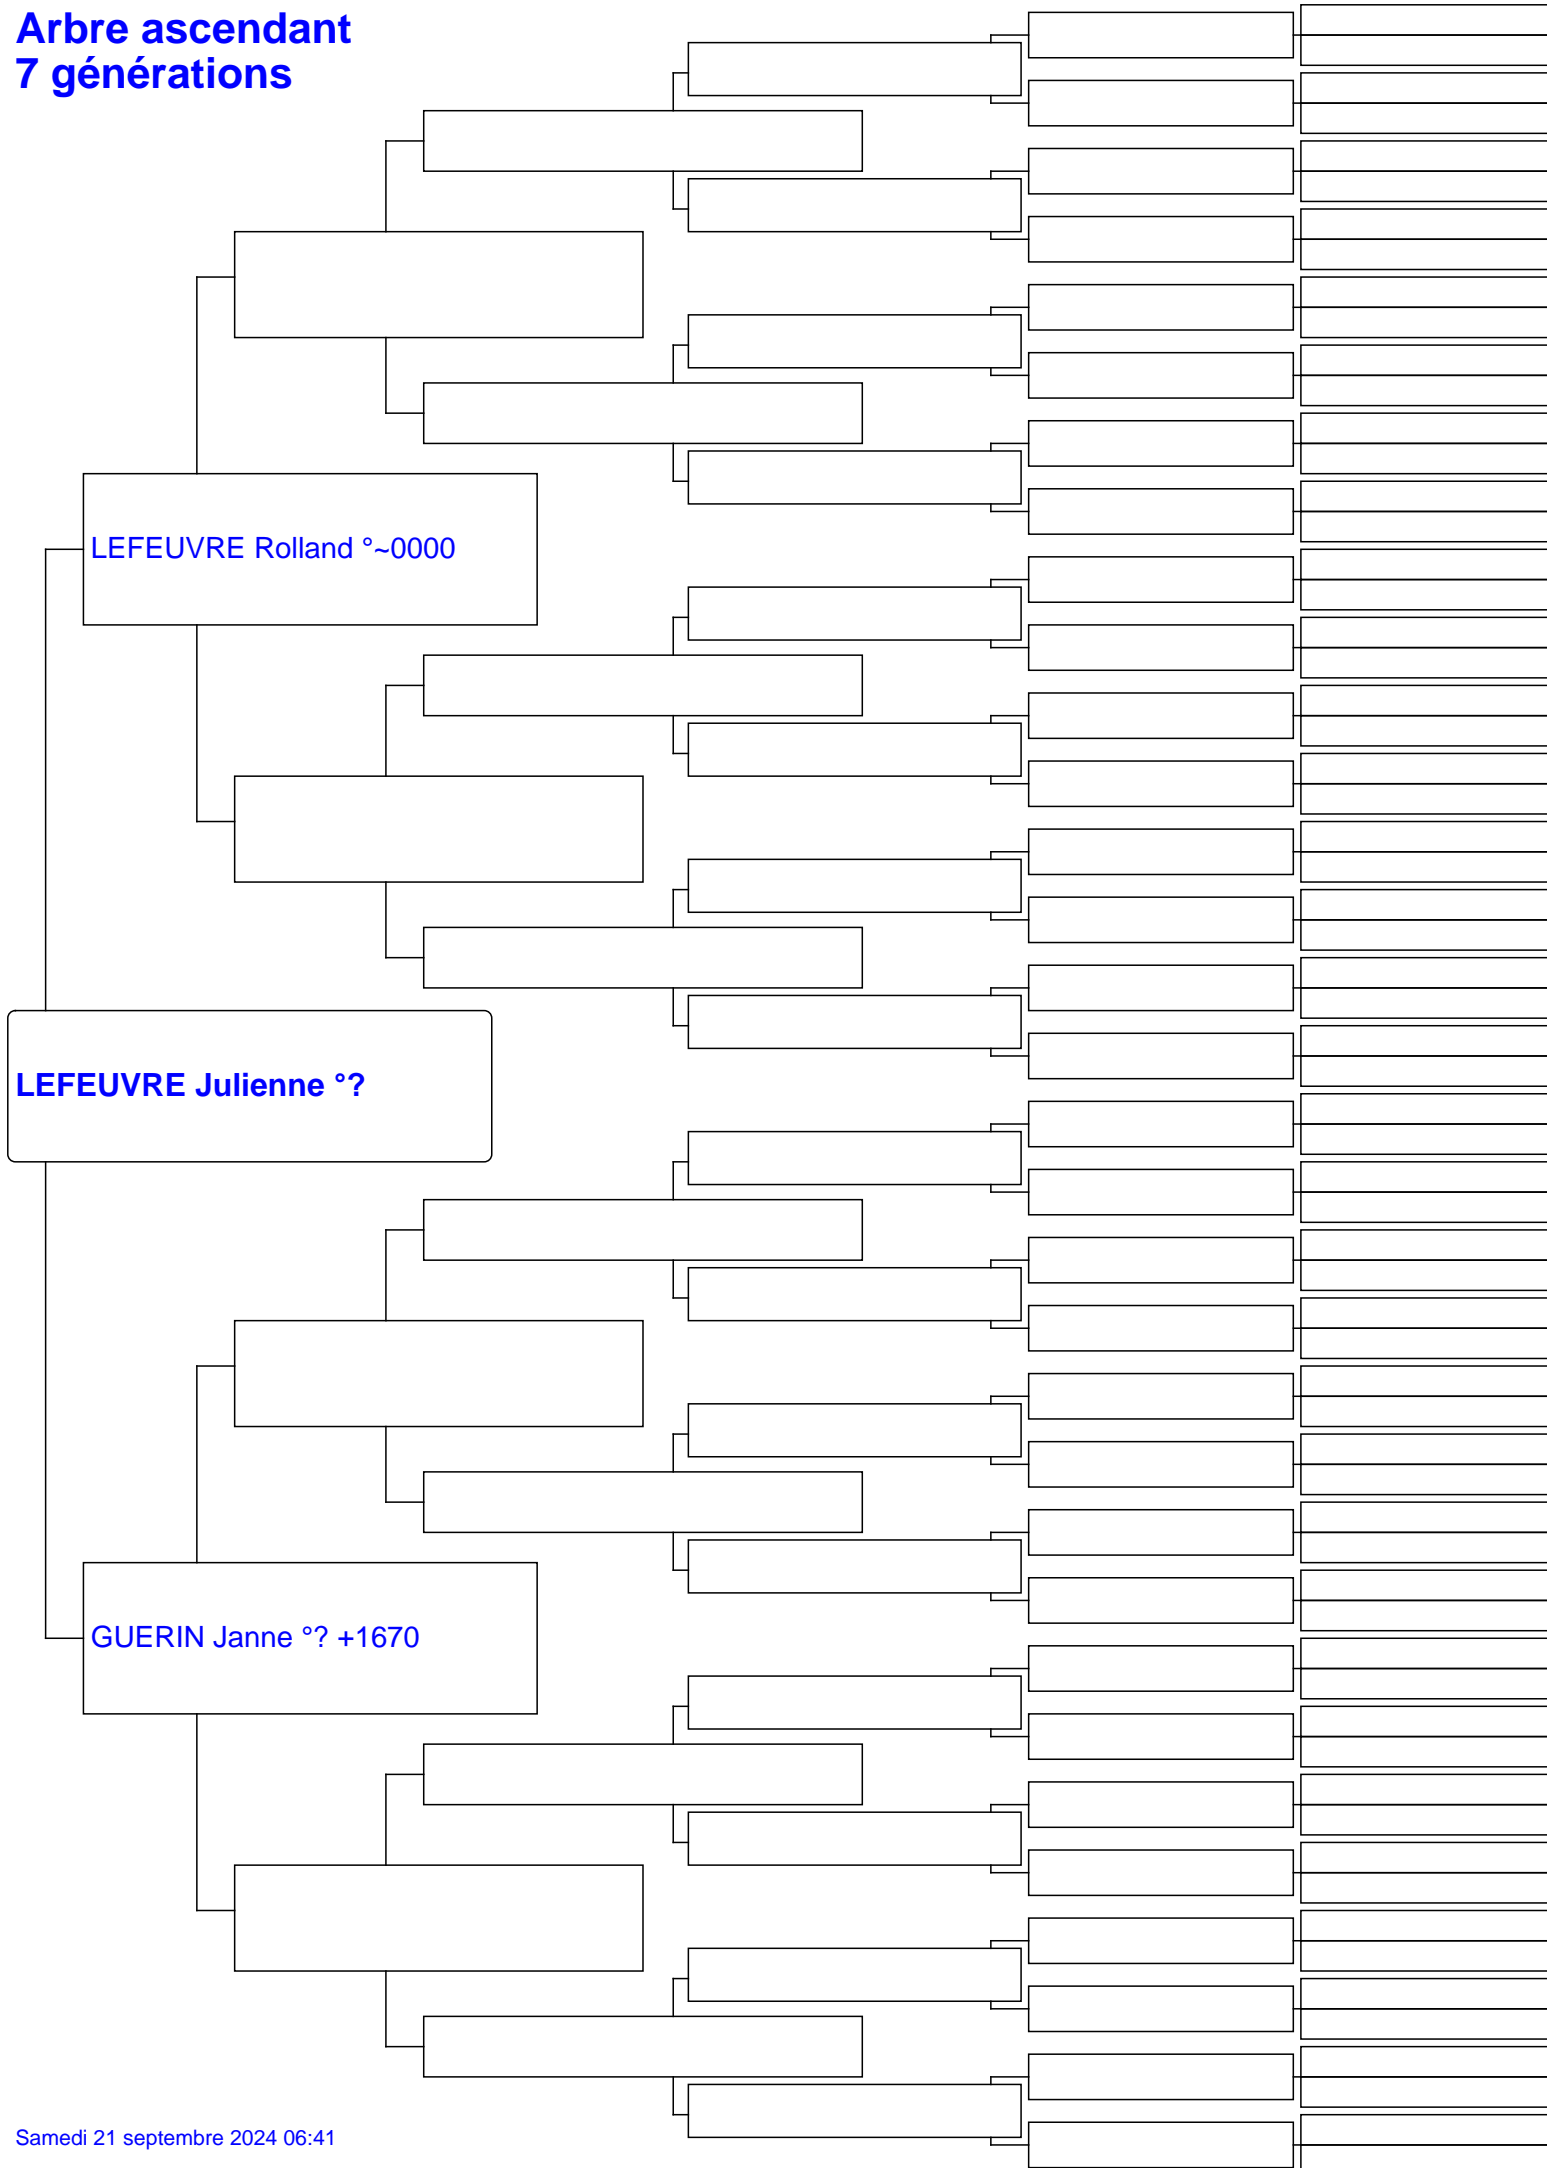 Arbre ascendant
7 générations
LEFEUVRE Rolland °~0000
LEFEUVRE Julienne °?
GUERIN Janne °? +1670
Samedi 21 septembre 2024 06:41